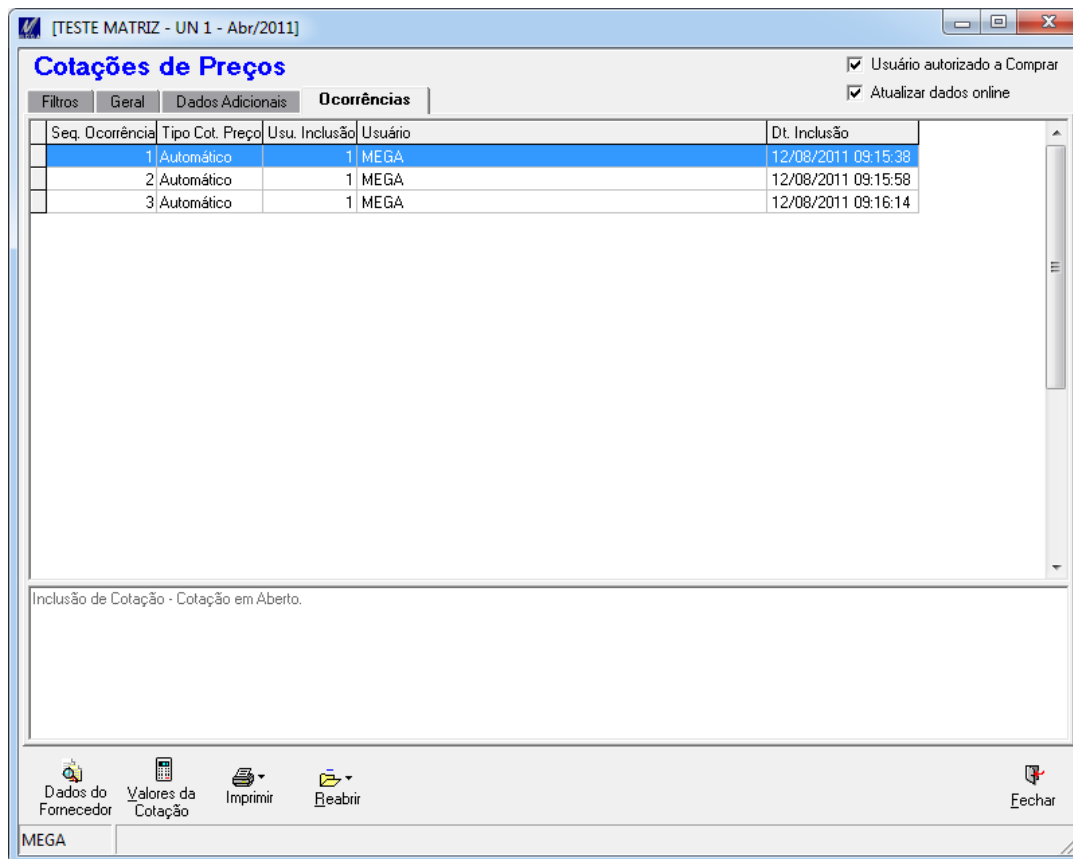 [TESTE MATRIZ - UN 1 - Abr/2011]
Cotações de Preços
Usuário autorizado a Comprar
Atualizar dados online
Filtros Geral Dados Adicionais Ocorrências
Seq. Ocorrência Tipo Cot. Preço Usu. Inclusão Usuário Dt. Inclusão
1 Automático 1 MEGA 12/08/2011 09:15:38
2 Automático 1 MEGA 12/08/2011 09:15:58
3 Automático 1 MEGA 12/08/2011 09:16:14
Inclusão de Cotação - Cotação em Aberto.
Dados do Fornecedor
Valores da Cotação
Imprimir
Reabrir
Fechar
MEGA